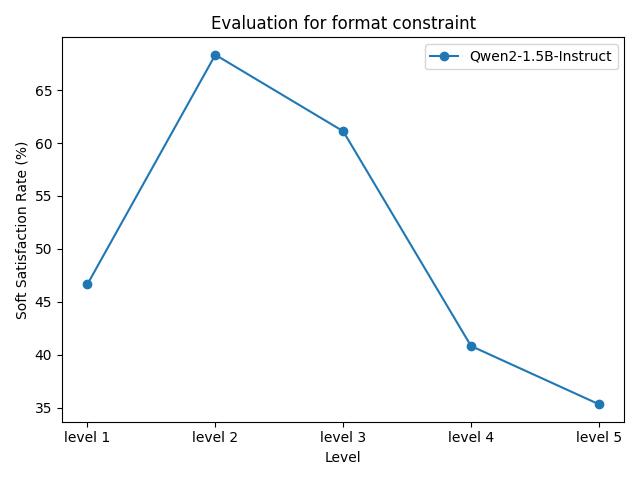 Evaluation for format constraint
Qwen2-1.5B-Instruct
Soft Satisfaction Rate (%)
65
60
55
50
45
40
35
level 1 level 2 level 3 level 4 level 5
Level